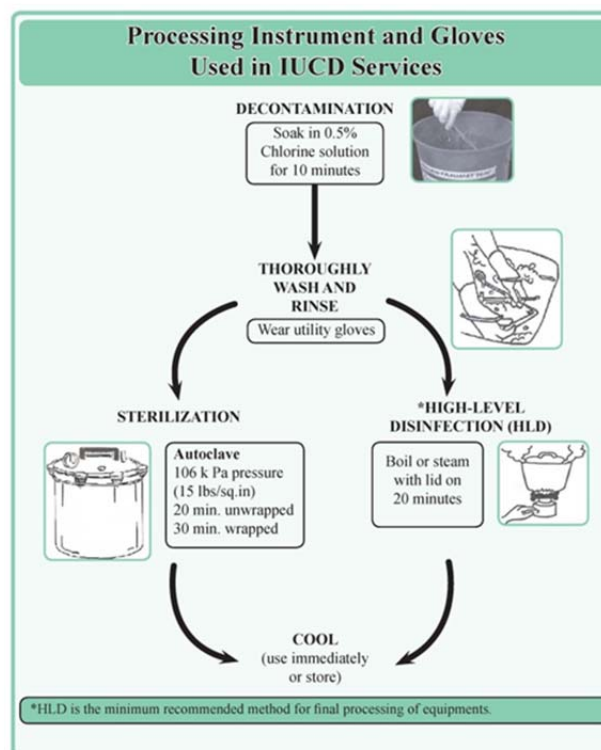 Processing Instrument and Gloves
Used in IUCD Services
DECONTAMINATION
Soak in 0.5%
Chlorine solution
for 10 minutes
THOROUGHLY
WASH AND
RINSE
Wear utility gloves
STERILIZATION
Autoclave
106 k Pa pressure
(15 lbs/sq.in)
20 min. unwrapped
30 min. wrapped
*HIGH-LEVEL
DISINFECTION (HLD)
Boil or steam
with lid on
20 minutes
COOL
(use immediately
or store)
*HLD is the minimum recommended method for final processing of equipments.